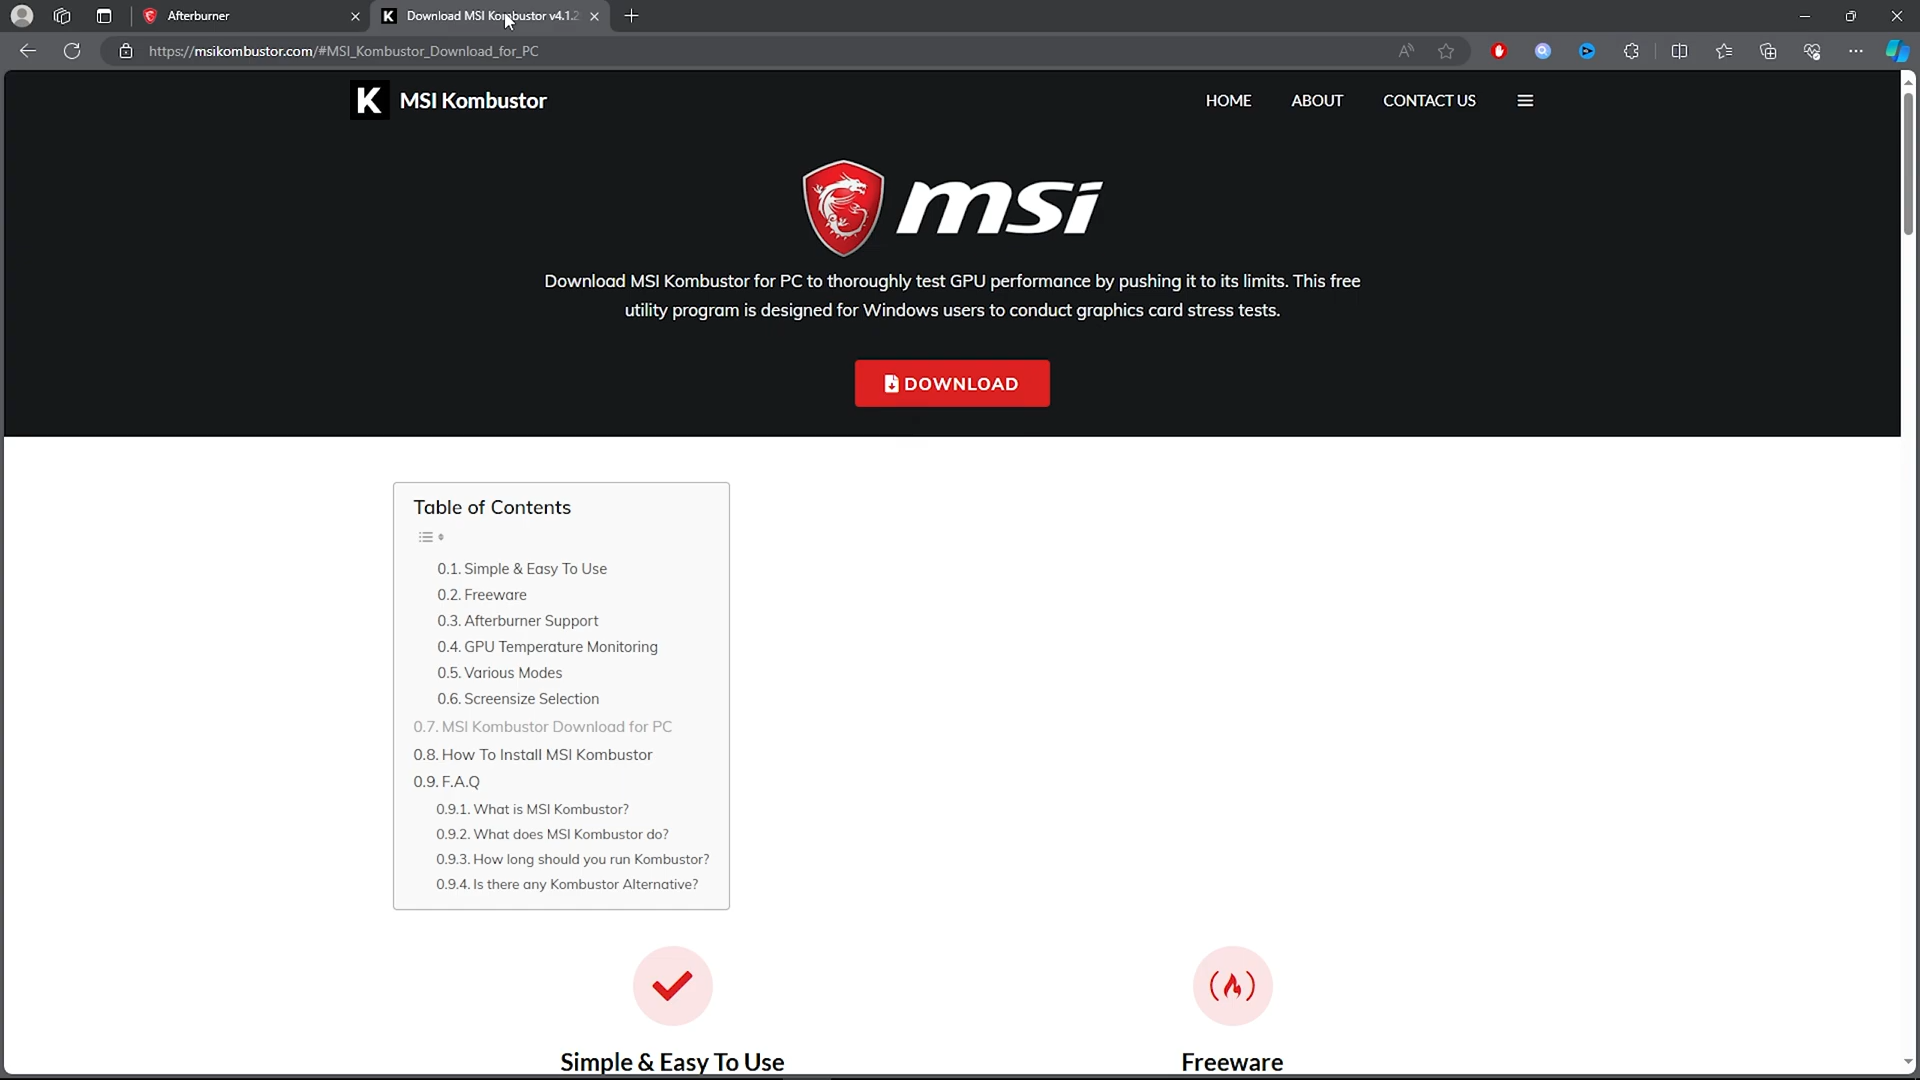 Afterburner
Download MSI Kombustor v4.1.2
https://msikombustor.com/#MSI_Kombustor_Download_for_PC
K MSI Kombustor
HOME
ABOUT
CONTACT US
msi
Download MSI Kombustor for PC to thoroughly test GPU performance by pushing it to its limits. This free
utility program is designed for Windows users to conduct graphics card stress tests.
DOWNLOAD
Table of Contents
0.1. Simple & Easy To Use
0.2. Freeware
0.3. Afterburner Support
0.4. GPU Temperature Monitoring
0.5. Various Modes
0.6. Screensize Selection
0.7. MSI Kombustor Download for PC
0.8. How To Install MSI Kombustor
0.9. F.A.Q
0.9.1. What is MSI Kombustor?
0.9.2. What does MSI Kombustor do?
0.9.3. How long should you run Kombustor?
0.9.4. Is there any Kombustor Alternative?
Simple & Easy To Use
Freeware